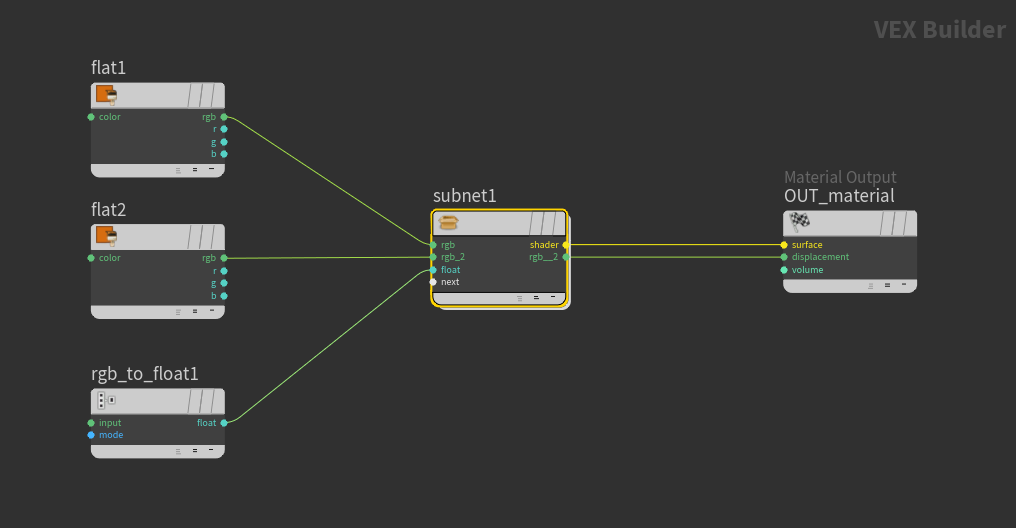 VEX Builder
flat1
color rgb
r
g
b
flat2
color rgb
r
g
b
rgb_to_float1
input float
mode
subnet1
rgb shader
rgb_2 rgb__2
float
next
Material Output
OUT_material
surface
displacement
volume